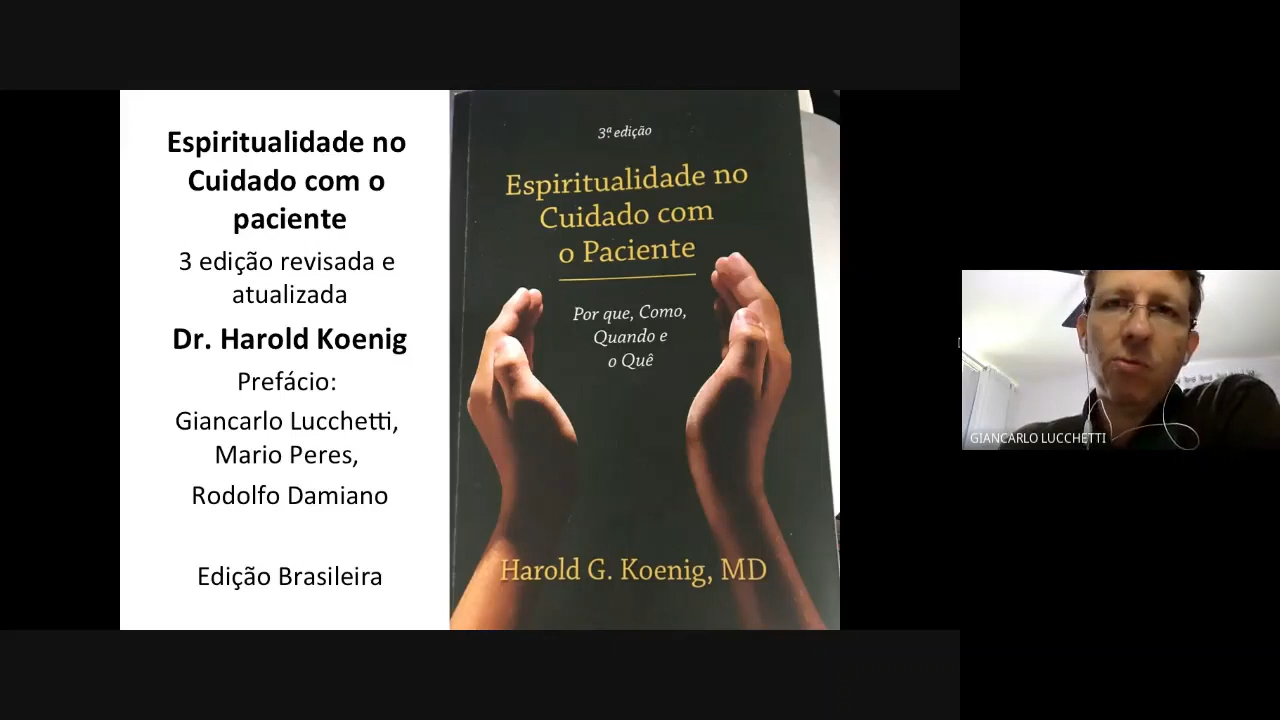 Espiritualidade no
Cuidado com o
paciente
3 edição revisada e
atualizada
Dr. Harold Koenig
Prefácio:
Giancarlo Lucchetti,
Mario Peres,
Rodolfo Damiano
Edição Brasileira
3ª edição
Espiritualidade no
Cuidado com
o Paciente
Por que, Como,
Quando e
o Quê
Harold G. Koenig, MD
GIANCARLO LUCCHETTI